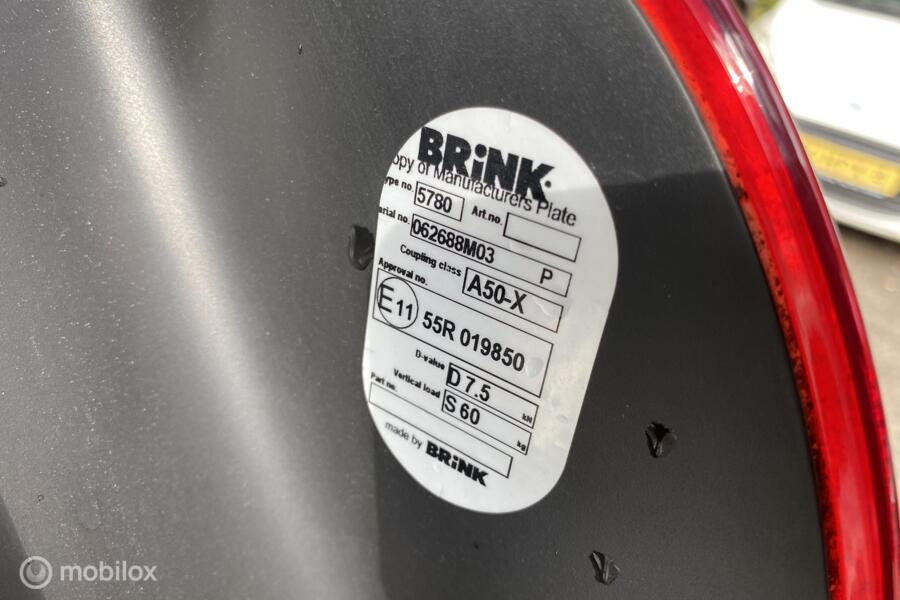 BRiNK.
opy of Manufacturers Plate
ype no. 5780 Art no.
erial no. 062688M03 P
Coupling class A50-X
Approval no.
E11 55R 019850
D-value D 7.5 kN
Vertical load S 60 kg
Part no.
made by BRiNK
mobilox